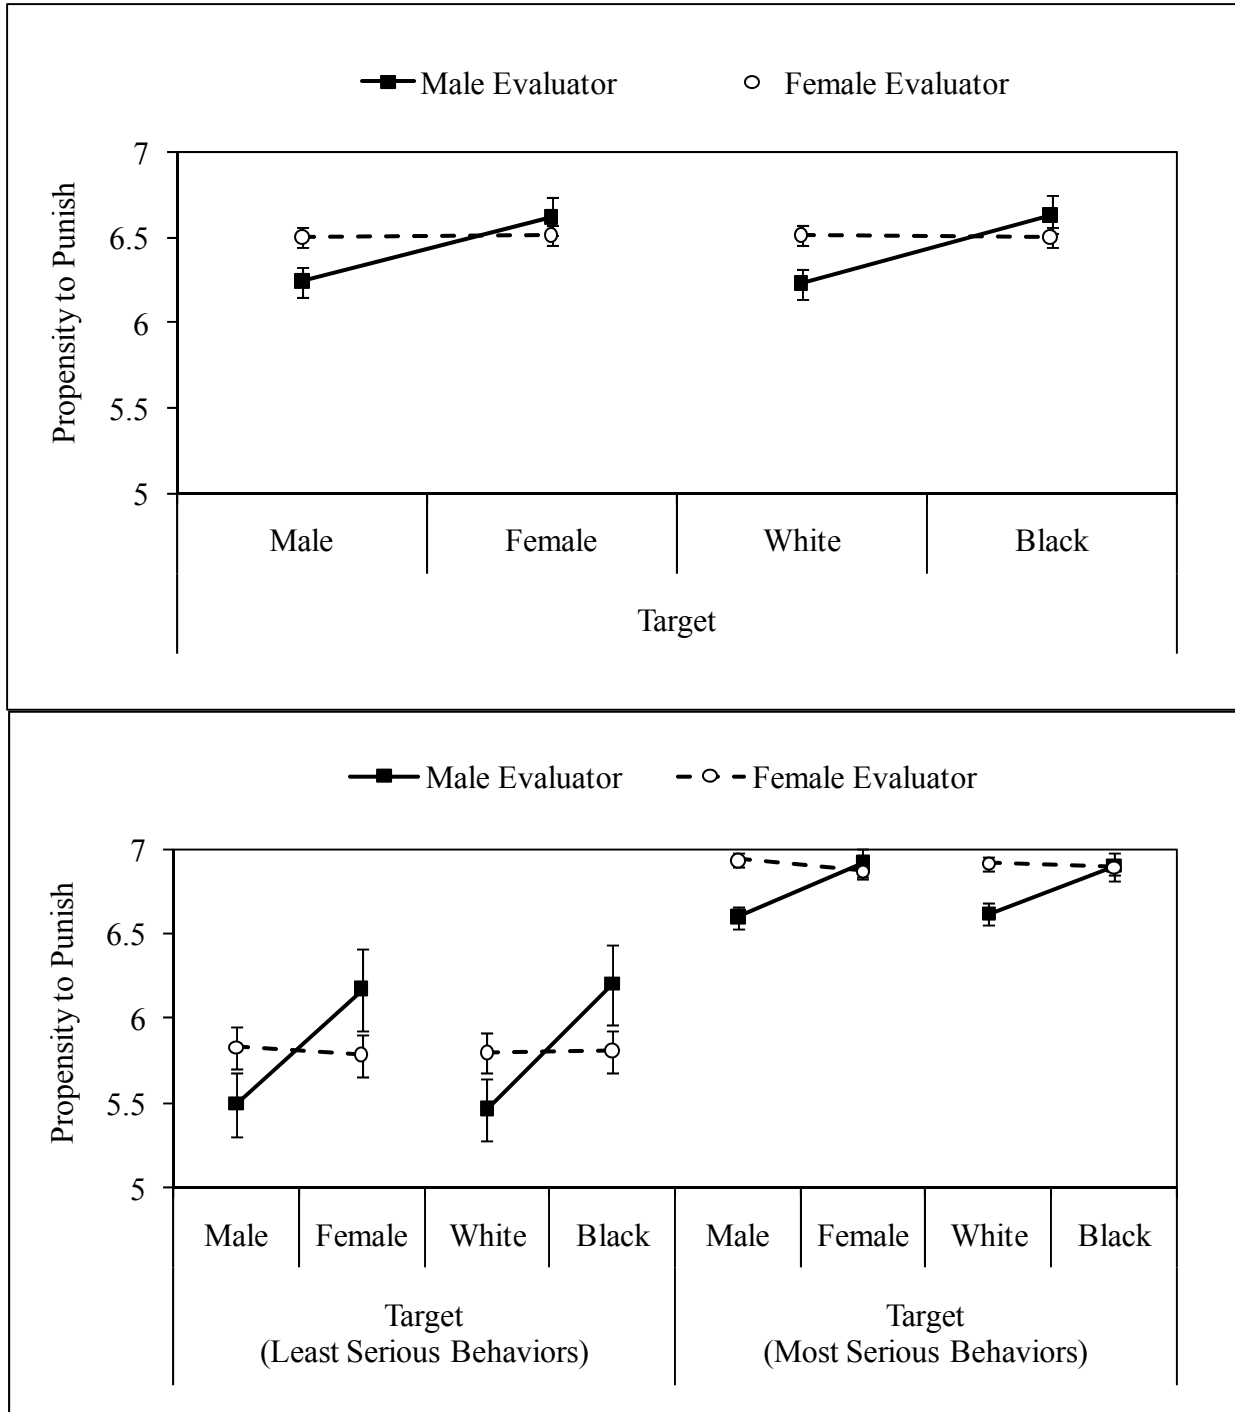 Male Evaluator Female Evaluator
Propensity to Punish
7
6.5
6
5.5
5
Male Female White Black
Target
Male Evaluator Female Evaluator
Propensity to Punish
7
6.5
6
5.5
5
Male Female White Black Male Female White Black
Target Target
(Least Serious Behaviors) (Most Serious Behaviors)